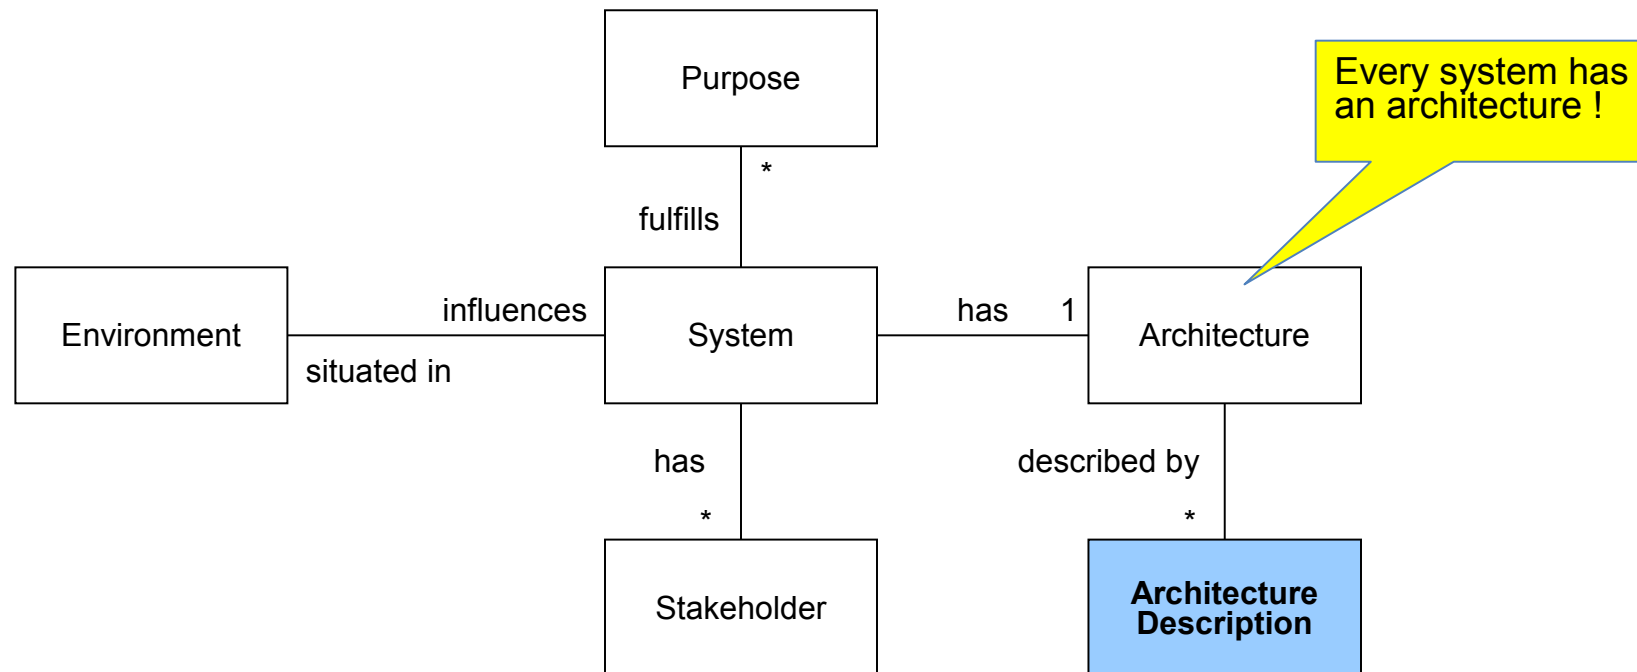 Purpose
Every system has
an architecture !
*
fulfills
Environment
influences
situated in
System
has
1
Architecture
has
*
described by
*
Stakeholder
Architecture
Description